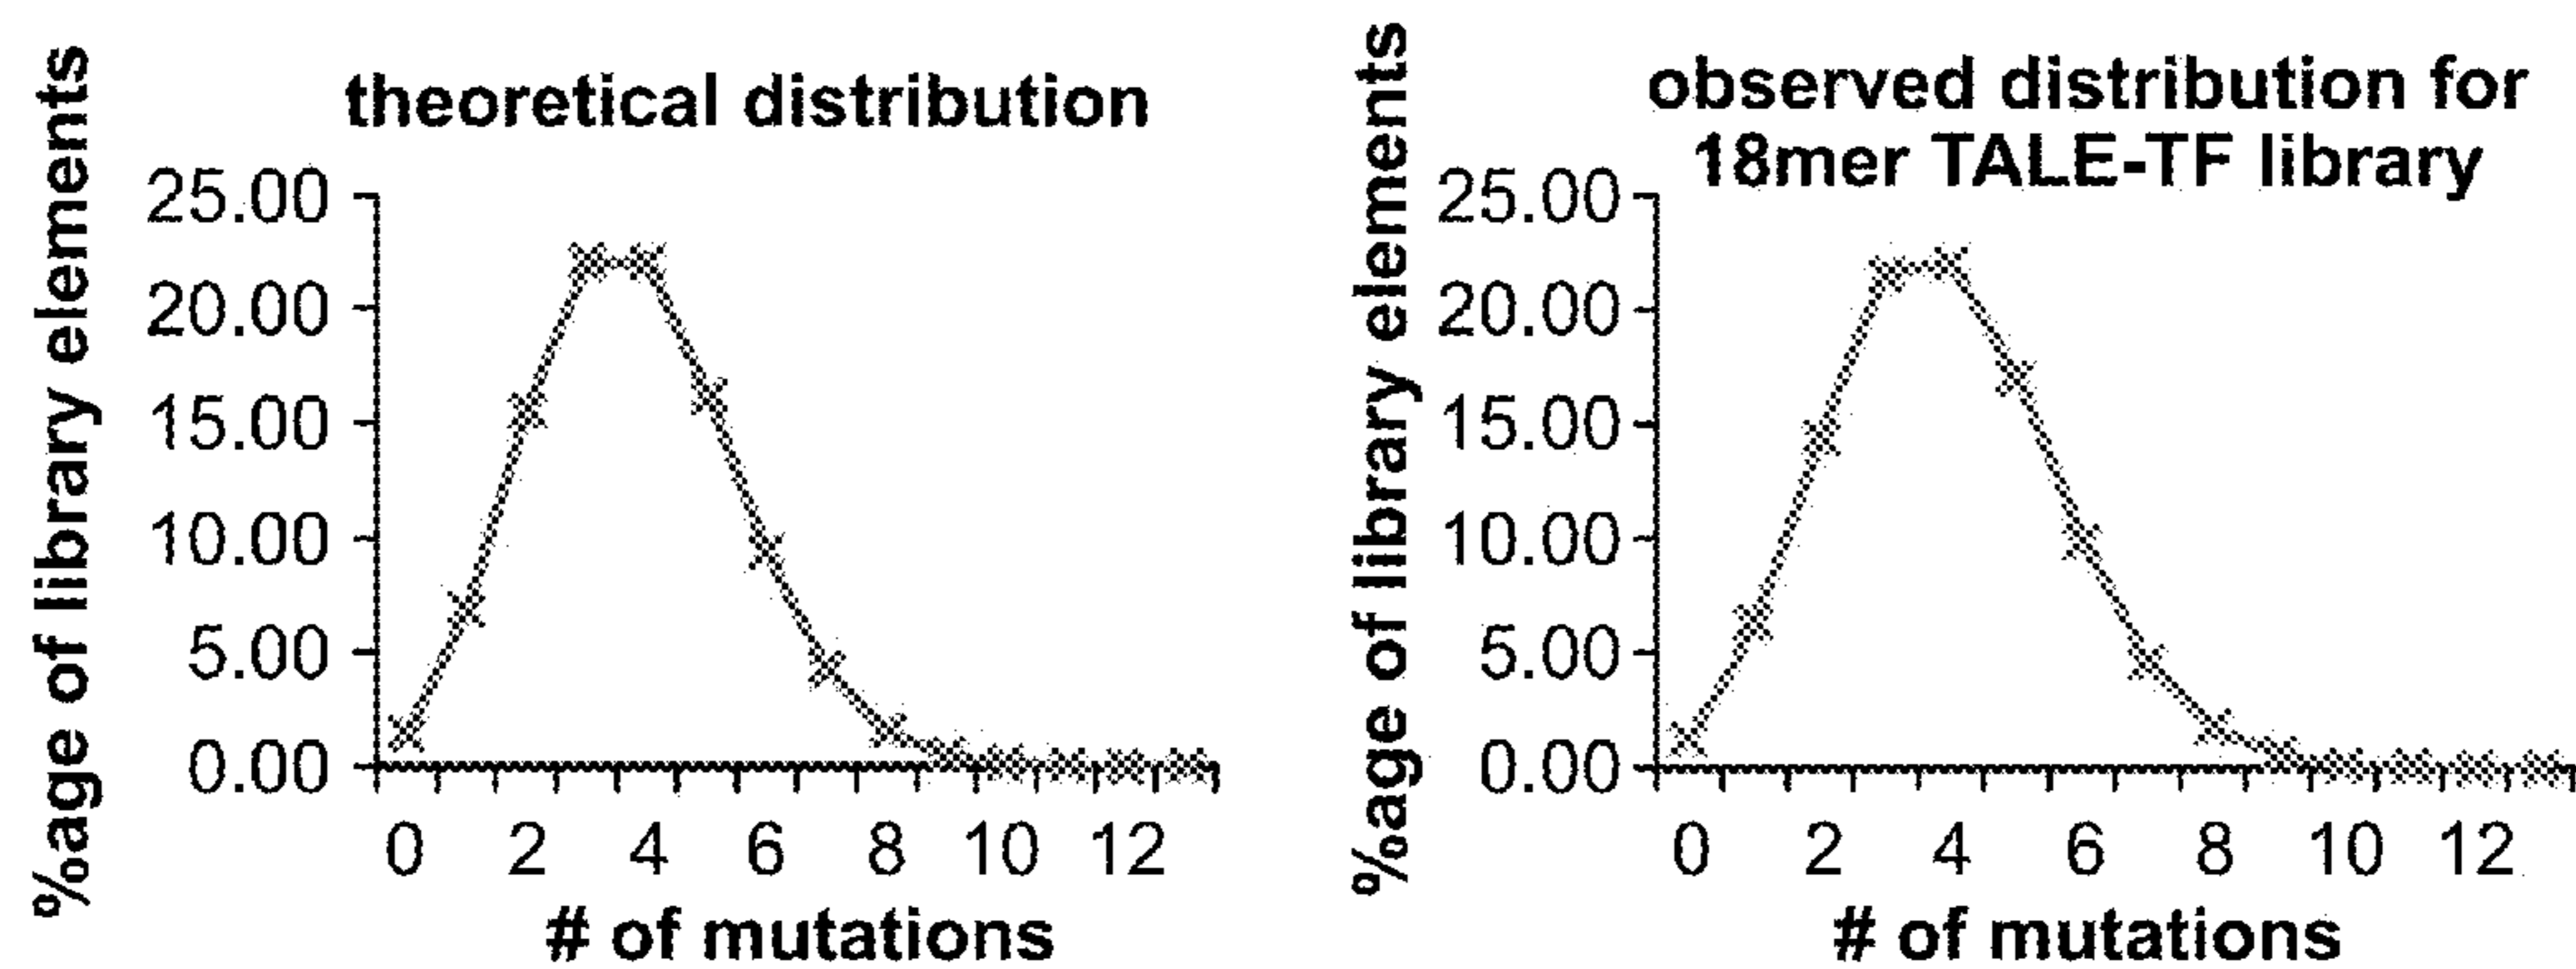 theoretical distribution
%age of library elements
25.00
20.00
15.00
10.00
5.00
0.00
0 2 4 6 8 10 12
# of mutations
observed distribution for
18mer TALE-TF library
%age of library elements
25.00
20.00
15.00
10.00
5.00
0.00
0 2 4 6 8 10 12
# of mutations